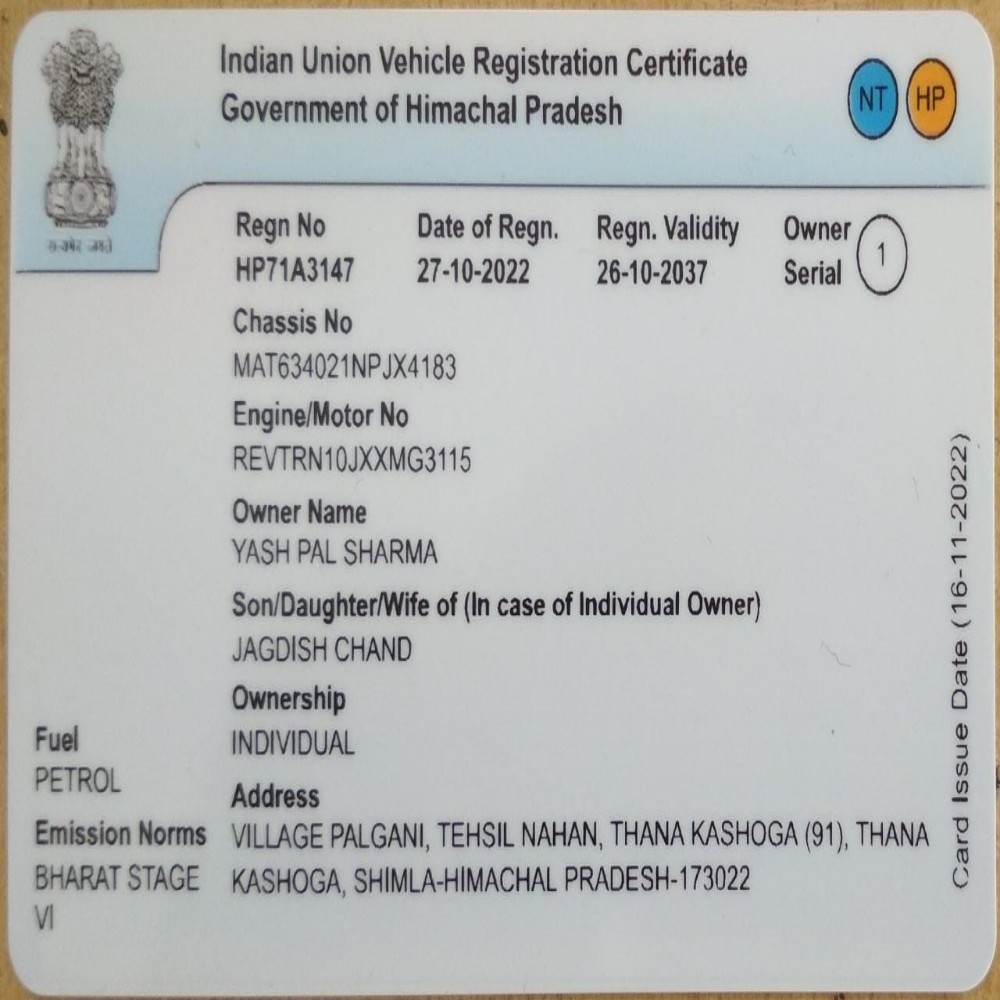 Indian Union Vehicle Registration Certificate
Government of Himachal Pradesh
NT HP
सत्यमेव जयते
Regn No Date of Regn. Regn. Validity Owner Serial 1
HP71A3147 27-10-2022 26-10-2037
Chassis No
MAT634021NPJX4183
Engine/Motor No
REVTRN10JXXMG3115
Owner Name
YASH PAL SHARMA
Son/Daughter/Wife of (In case of Individual Owner)
JAGDISH CHAND
Ownership
INDIVIDUAL
Fuel
PETROL
Emission Norms
BHARAT STAGE
VI
Address
VILLAGE PALGANI, TEHSIL NAHAN, THANA KASHOGA (91), THANA
KASHOGA, SHIMLA-HIMACHAL PRADESH-173022
Card Issue Date (16-11-2022)